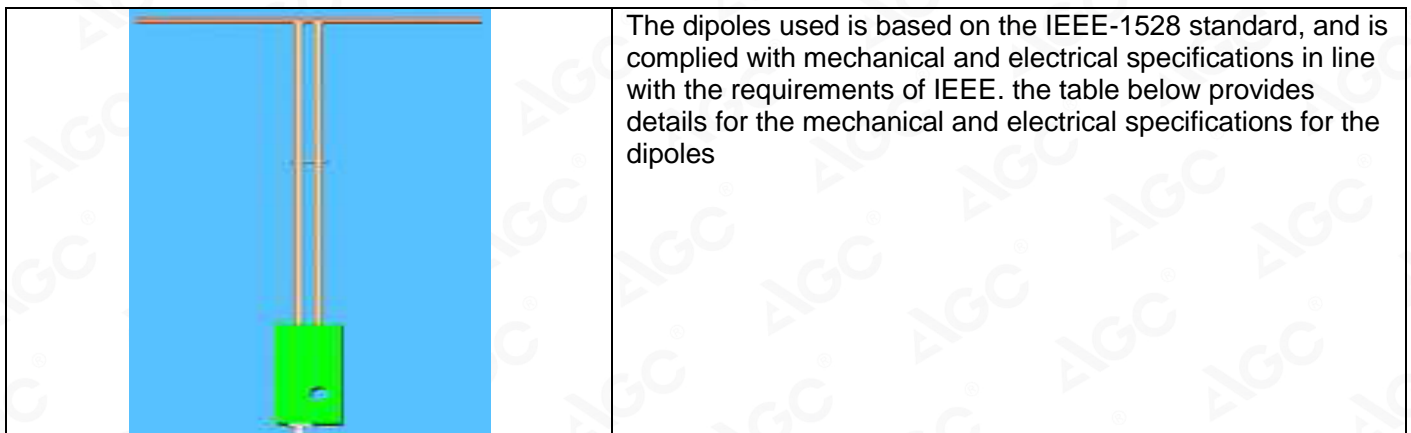 The dipoles used is based on the IEEE-1528 standard, and is
complied with mechanical and electrical specifications in line
with the requirements of IEEE. the table below provides
details for the mechanical and electrical specifications for the
dipoles